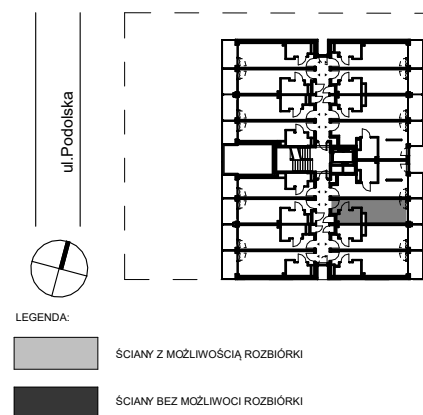 ul.Podolska
LEGENDA:
ŚCIANY Z MOŻLIWOŚCIĄ ROZBIÓRKI
ŚCIANY BEZ MOŻLIWOCI ROZBIÓRKI